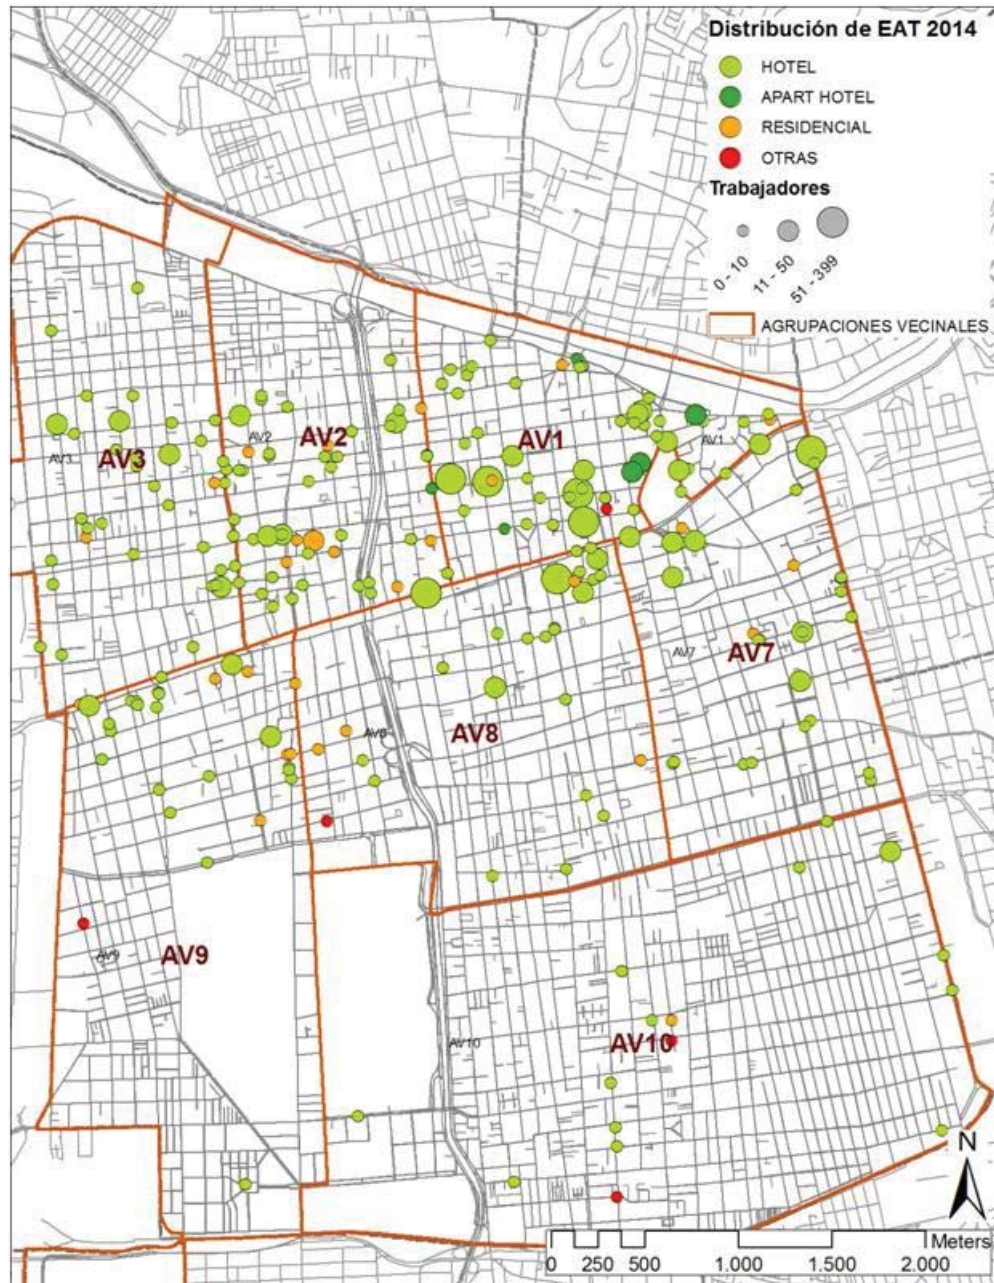 Distribución de EAT 2014
HOTEL
APART HOTEL
RESIDENCIAL
OTRAS
Trabajadores
0 - 10
11 - 50
51 - 399
AGRUPACIONES VECINALES
AV2
AV2
AV1
AV1
AV3
AV3
AV7
AV7
AV8
AV8
AV9
AV9
AV10
AV10
N
Meters
0 250 500 1.000 1.500 2.000